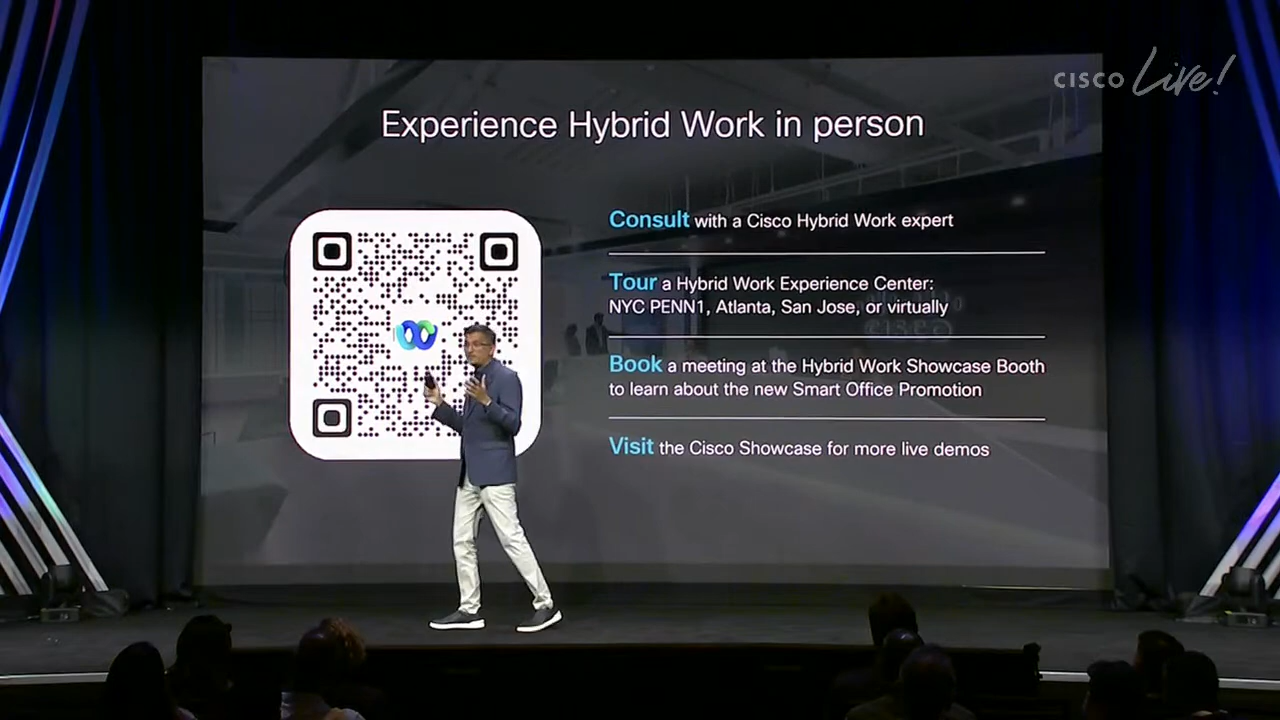 CISCO Live!
Experience Hybrid Work in person
Consult with a Cisco Hybrid Work expert
Tour a Hybrid Work Experience Center:
NYC PENN1, Atlanta, San Jose, or virtually
Book a meeting at the Hybrid Work Showcase Booth
to learn about the new Smart Office Promotion
Visit the Cisco Showcase for more live demos